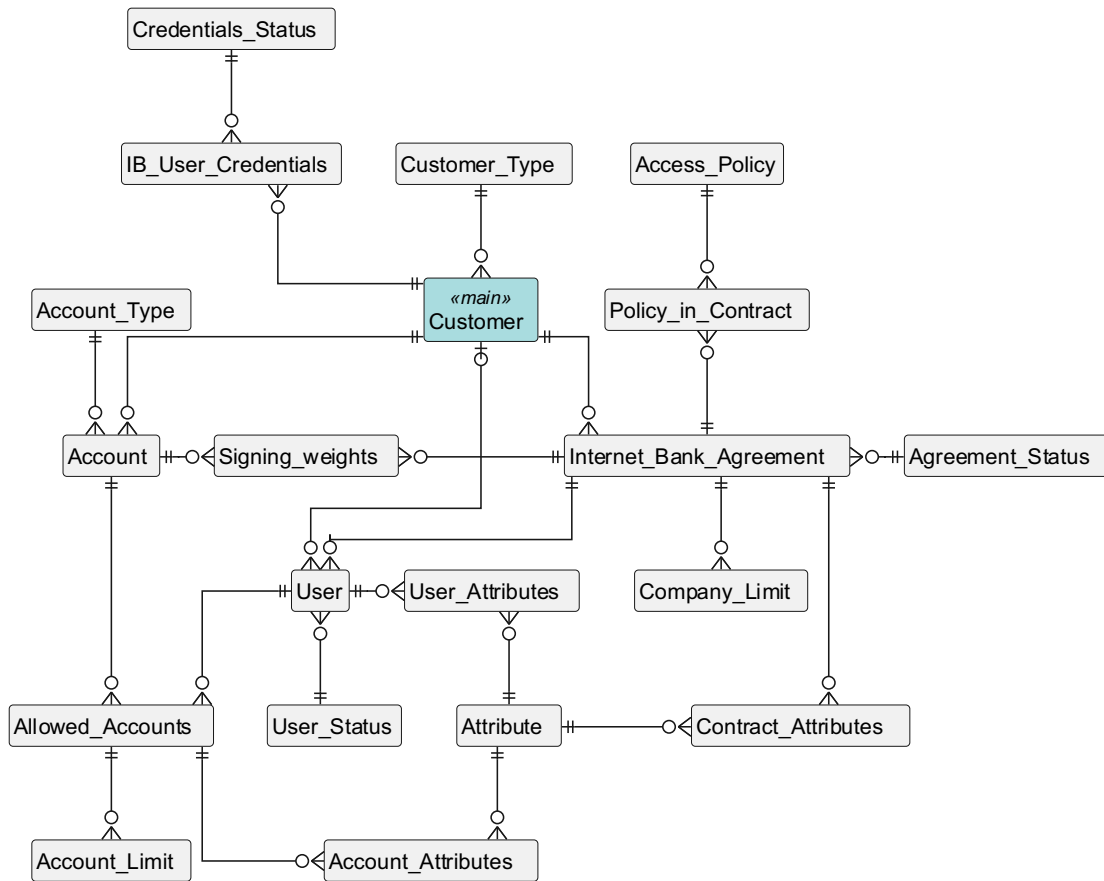 Credentials_Status
IB_User_Credentials
Customer_Type
Access_Policy
«main»
Customer
Account_Type
Policy_in_Contract
Account
Signing_weights
Internet_Bank_Agreement
Agreement_Status
User
User_Attributes
Company_Limit
Allowed_Accounts
User_Status
Attribute
Contract_Attributes
Account_Limit
Account_Attributes